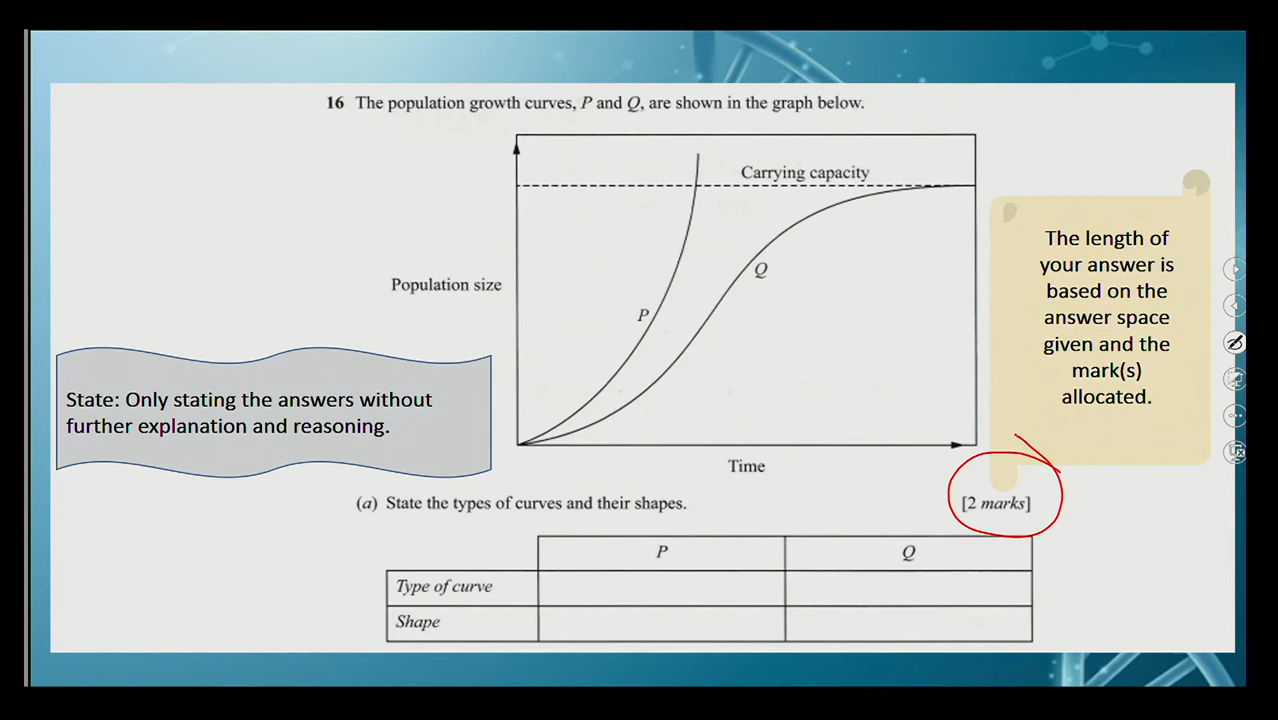 16 The population growth curves, P and Q, are shown in the graph below.
Carrying capacity
Q
Population size
P
Time
State: Only stating the answers without
further explanation and reasoning.
The length of
your answer is
based on the
answer space
given and the
mark(s)
allocated.
(a) State the types of curves and their shapes. [2 marks]
P Q
Type of curve
Shape